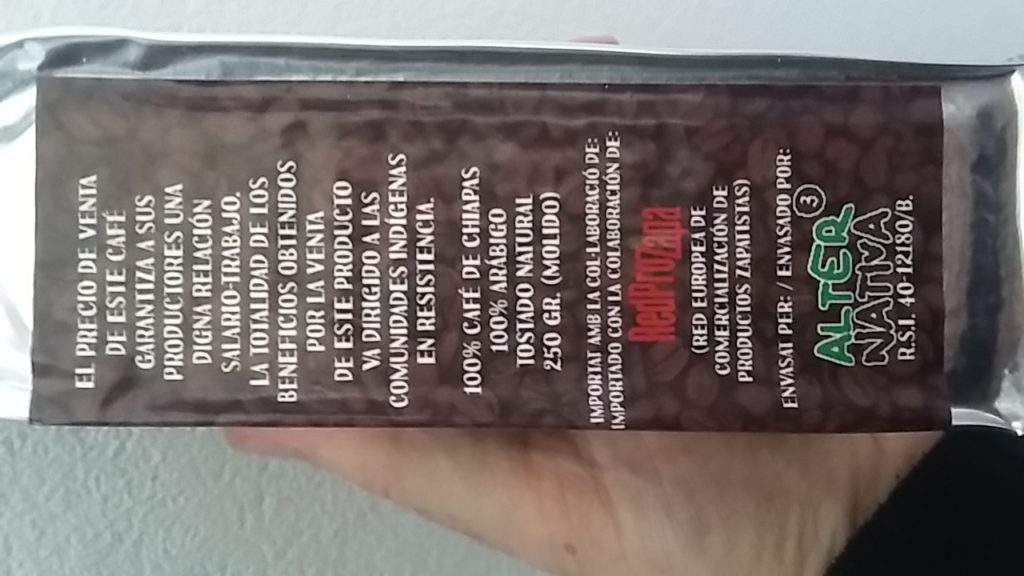 EL PRECIO DE VENTA
DE ESTE CAFÉ
GARANTIZA A SUS
PRODUCTORES UNA
DIGNA RELACIÓN
SALARIO-TRABAJO.
LA TOTALIDAD DE LOS
BENEFICIOS OBTENIDOS
POR LA VENTA
DE ESTE PRODUCTO
VA DIRIGIDO A LAS
COMUNIDADES INDÍGENAS
EN RESISTENCIA.
100% CAFÉ DE CHIAPAS
100% ARÁBIGO
TOSTADO NATURAL
250 GR. (MOLIDO)
IMPORTAT AMB LA COL·LABORACIÓ DE:
IMPORTADO CON LA COLABORACIÓN DE:
RedProZapa
(RED EUROPEA DE
COMERCIALIZACIÓN DE
PRODUCTOS ZAPATISTAS)
ENVASAT PER: / ENVASADO POR:
ALTER 3
NATIVA
R.S.I. 40-12180/B.